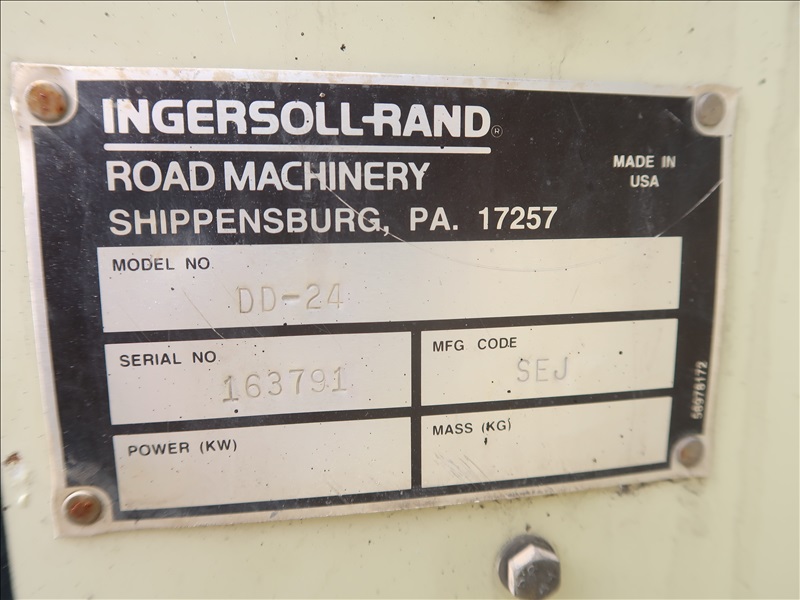 INGERSOLL-RAND®
ROAD MACHINERY
MADE IN
USA
SHIPPENSBURG, PA. 17257
MODEL NO
DD-24
SERIAL NO
163791
MFG CODE
SEJ
POWER (KW)
MASS (KG)
58978172